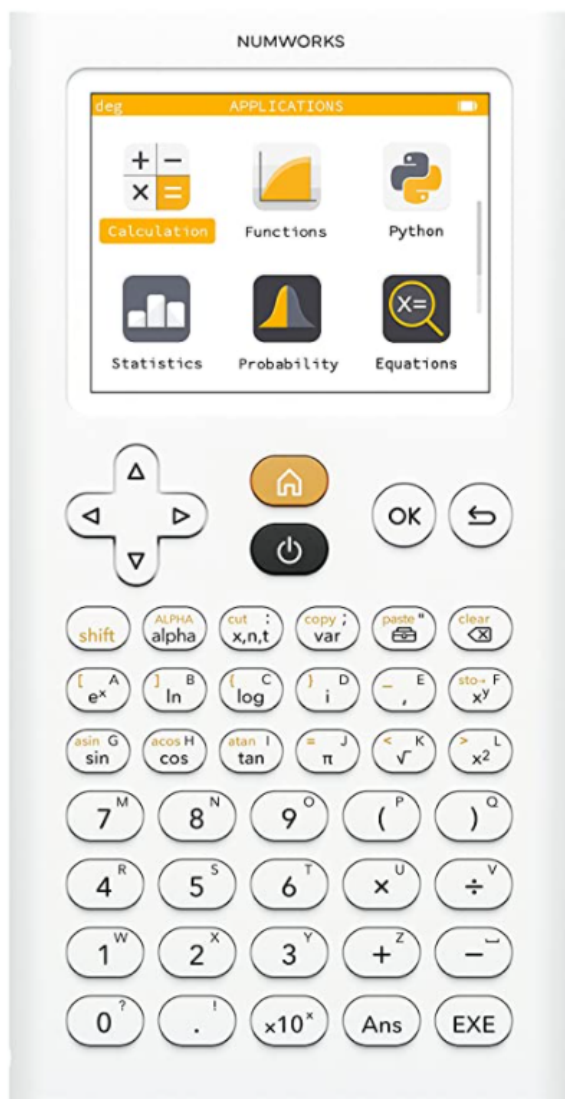 NUMWORKS
deg APPLICATIONS
+ −
× =
Calculation Functions Python
X=
Statistics Probability Equations
OK
shift ALPHA alpha cut : x,n,t copy ; var paste " clear
[ A eˣ ] B ln { C log } D i _ E , sto→ F xʸ
asin G sin acos H cos atan I tan = J π < K √ > L x²
7 M 8 N 9 O ( P ) Q
4 R 5 S 6 T × U ÷ V
1 W 2 X 3 Y + Z −
0 ? . ! ×10ˣ Ans EXE